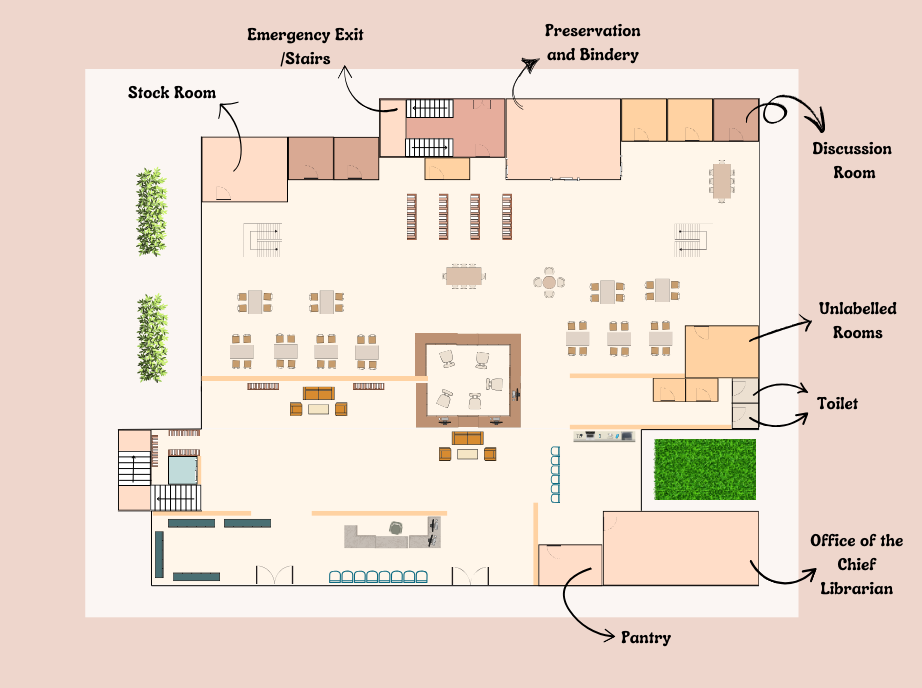 Emergency Exit
/Stairs
Preservation
and Bindery
Stock Room
Discussion
Room
Unlabelled
Rooms
Toilet
Office of the
Chief
Librarian
Pantry